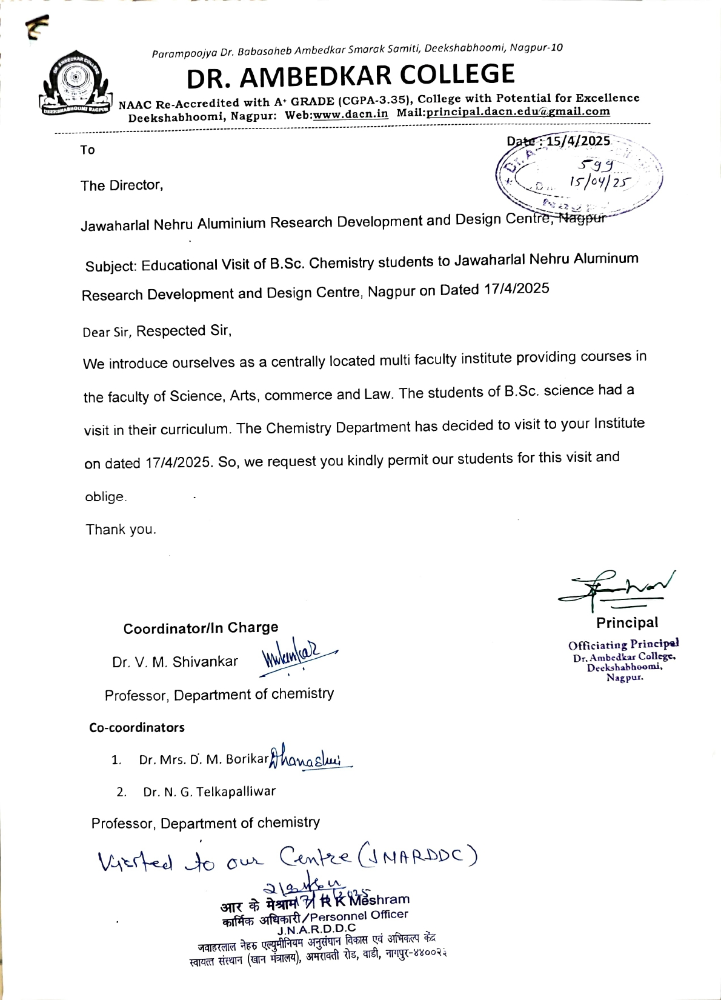 Parampoojya Dr. Babasaheb Ambedkar Smarak Samiti, Deekshabhoomi, Nagpur-10
DR. AMBEDKAR COLLEGE
NAAC Re-Accredited with A+ GRADE (CGPA-3.35), College with Potential for Excellence
Deekshabhoomi, Nagpur: Web:www.dacn.in Mail:principal.dacn.edu@gmail.com
DR. AMBEDKAR COLLEGE
DEEKSHABHOOMI NAGPUR
Date : 15/4/2025
To
599
15/04/25
The Director,
Jawaharlal Nehru Aluminium Research Development and Design Centre, Nagpur
Subject: Educational Visit of B.Sc. Chemistry students to Jawaharlal Nehru Aluminum
Research Development and Design Centre, Nagpur on Dated 17/4/2025
Dear Sir, Respected Sir,
We introduce ourselves as a centrally located multi faculty institute providing courses in
the faculty of Science, Arts, commerce and Law. The students of B.Sc. science had a
visit in their curriculum. The Chemistry Department has decided to visit to your Institute
on dated 17/4/2025. So, we request you kindly permit our students for this visit and
oblige.
Thank you.
Principal
Officiating Principal
Dr. Ambedkar College,
Deekshabhoomi,
Nagpur.
Coordinator/In Charge
Dr. V. M. Shivankar
Professor, Department of chemistry
Co-coordinators
1. Dr. Mrs. D. M. Borikar Dhanashri
2. Dr. N. G. Telkapalliwar
Professor, Department of chemistry
Visited to our Centre (JNARDDC)
आर के मेश्राम/R K Meshram
कार्मिक अधिकारी/Personnel Officer
J.N.A.R.D.D.C
जवाहरलाल नेहरु एल्युमीनियम अनुसंधान विकास एवं अभिकल्प केंद्र
स्वायत्त संस्थान (खान मंत्रालय), अमरावती रोड, वाडी, नागपुर-४४००२३